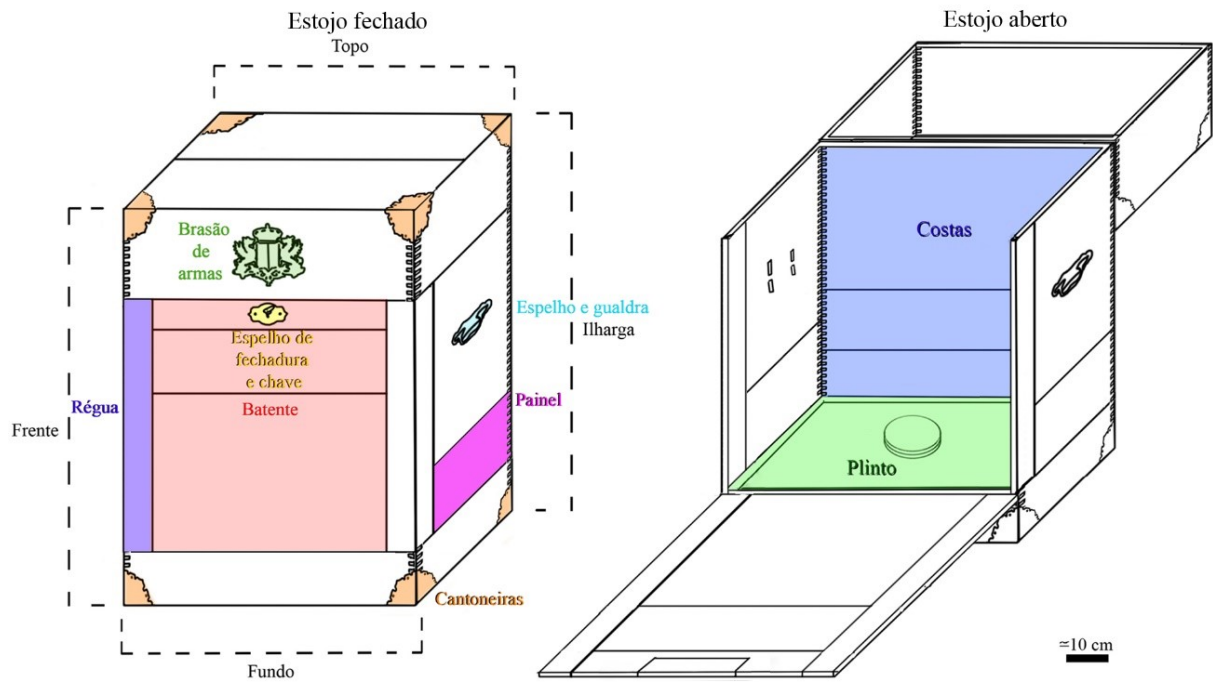 Estojo fechado
Topo
Estojo aberto
Brasão
de
armas
Costas
Espelho e gualdra
Ilharga
Espelho de
fechadura
e chave
Régua
Batente
Painel
Frente
Plinto
Cantoneiras
Fundo
≃10 cm